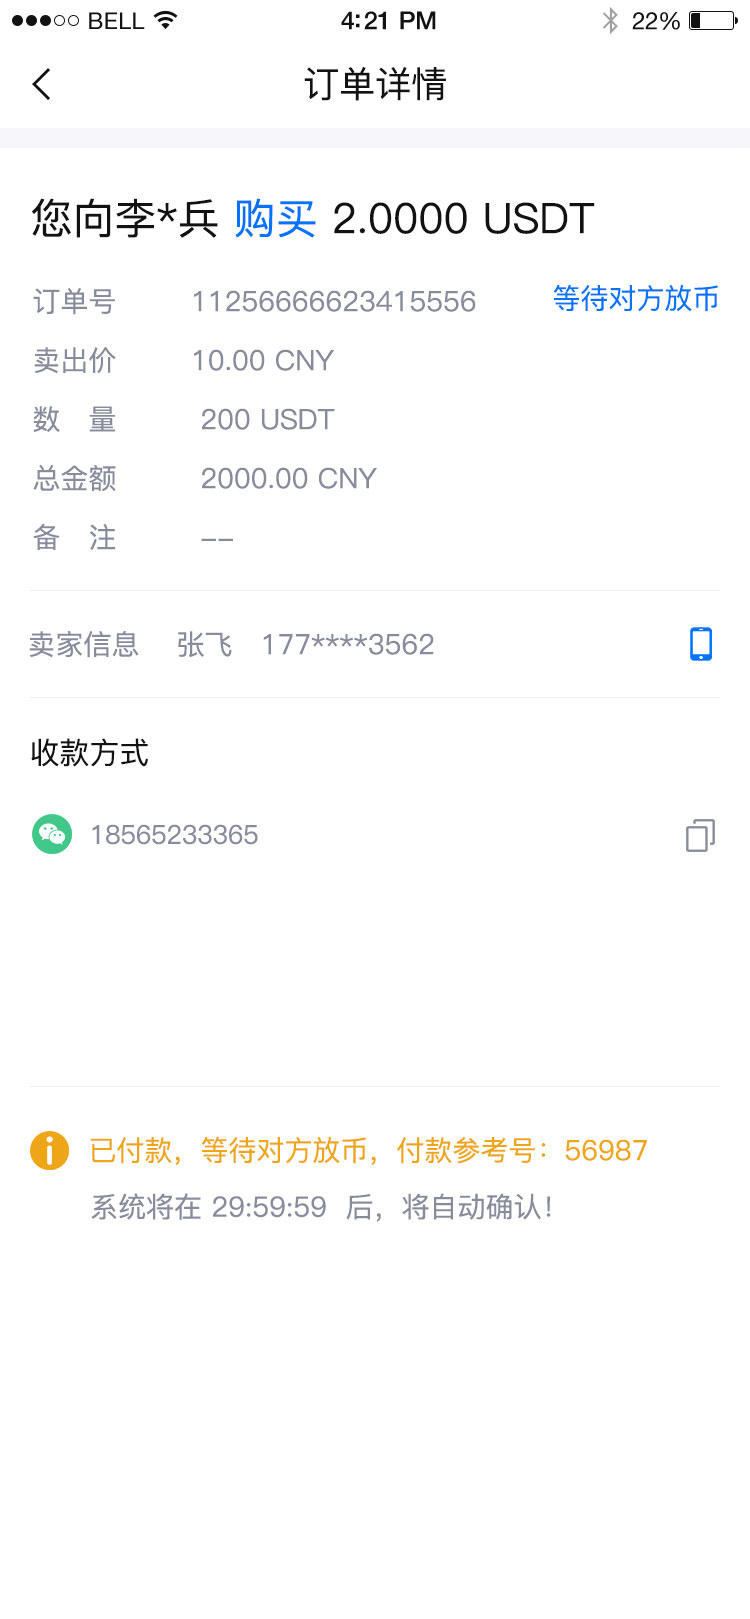 BELL 4:21 PM 22%
订单详情
您向李*兵 购买 2.0000 USDT
订单号 11256666623415556 等待对方放币
卖出价 10.00 CNY
数 量 200 USDT
总金额 2000.00 CNY
备 注 --
卖家信息 张飞 177****3562
收款方式
18565233365
已付款，等待对方放币，付款参考号：56987
系统将在 29:59:59 后，将自动确认！